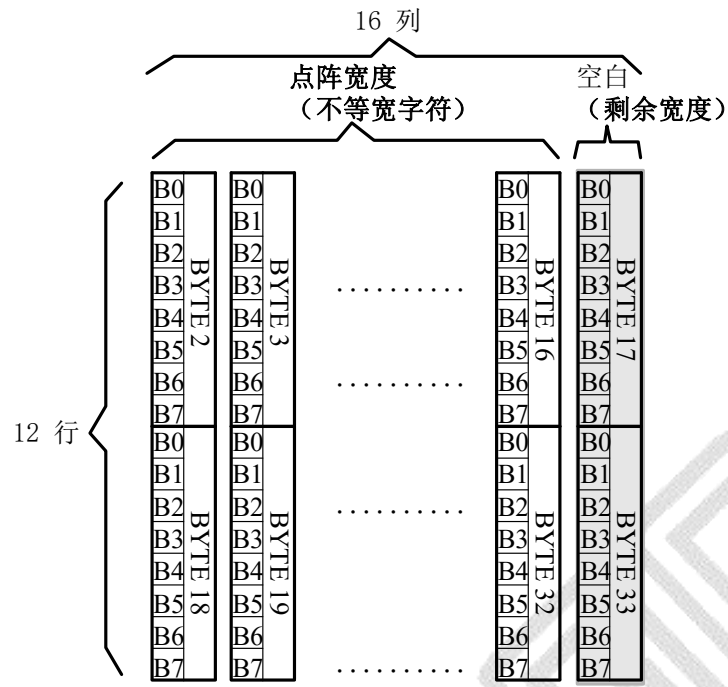 16 列
点阵宽度 空白
（不等宽字符） （剩余宽度）
B0 B0 B0 B0
B1 B1 B1 B1
B2 B2 B2 B2
B3 B3 .......... B3 B3
B4 B4 B4 B4
B5 B5 B5 B5
B6 B6 .......... B6 B6
B7 B7 B7 B7
BYTE 2 BYTE 3 BYTE 16 BYTE 17
12 行
B0 B0 B0 B0
B1 B1 B1 B1
B2 B2 .......... B2 B2
B3 B3 B3 B3
B4 B4 B4 B4
B5 B5 B5 B5
B6 B6 B6 B6
B7 B7 .......... B7 B7
BYTE 18 BYTE 19 BYTE 32 BYTE 33